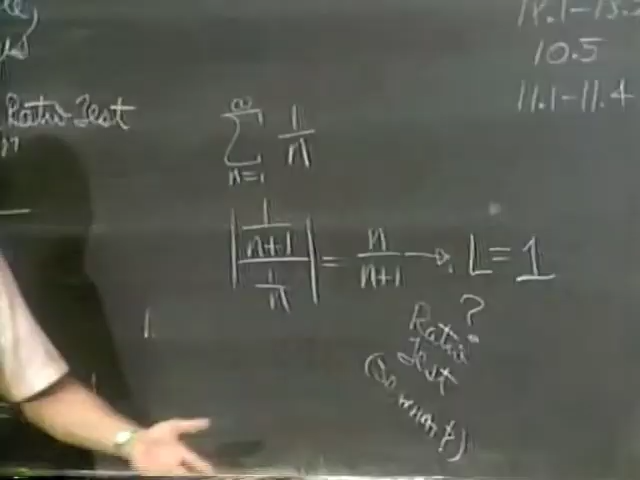 10.5
11.1-11.4
Ratio Test
∞
∑ 1/n
n=1
| (1/(n+1)) / (1/n) | = n/(n+1) → L = 1
?
Ratio
Test
(So what?)